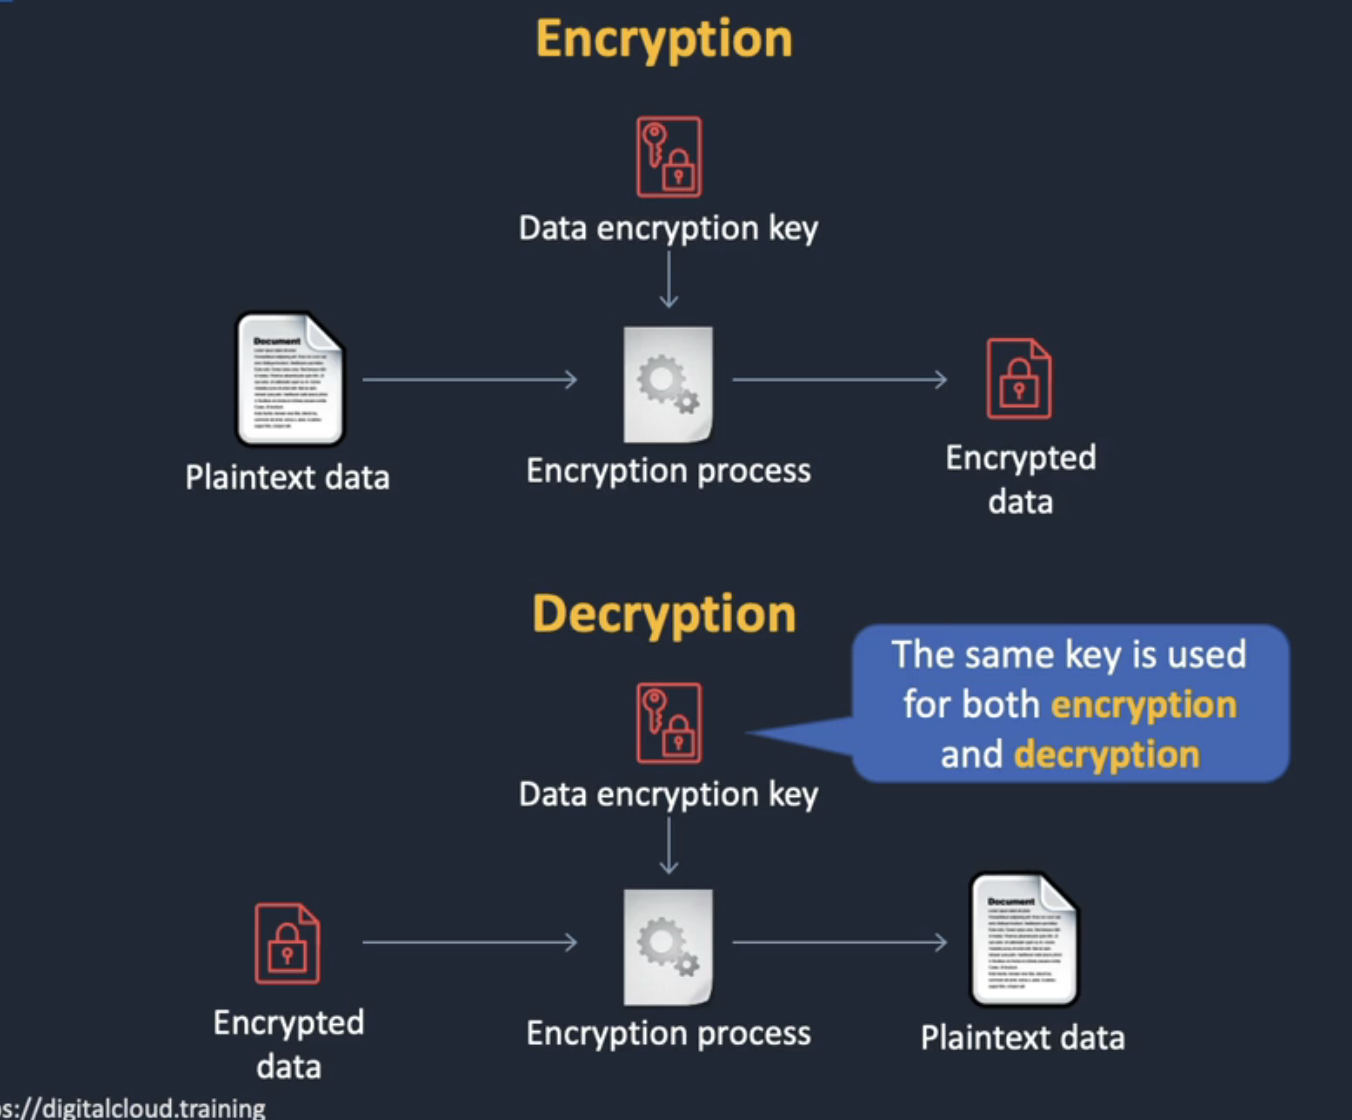 Encryption
Data encryption key
Document
Plaintext data
Encryption process
Encrypted
data
Decryption
The same key is used
for both encryption
and decryption
Data encryption key
Document
Encrypted
data
Encryption process
Plaintext data
s://digitalcloud.training